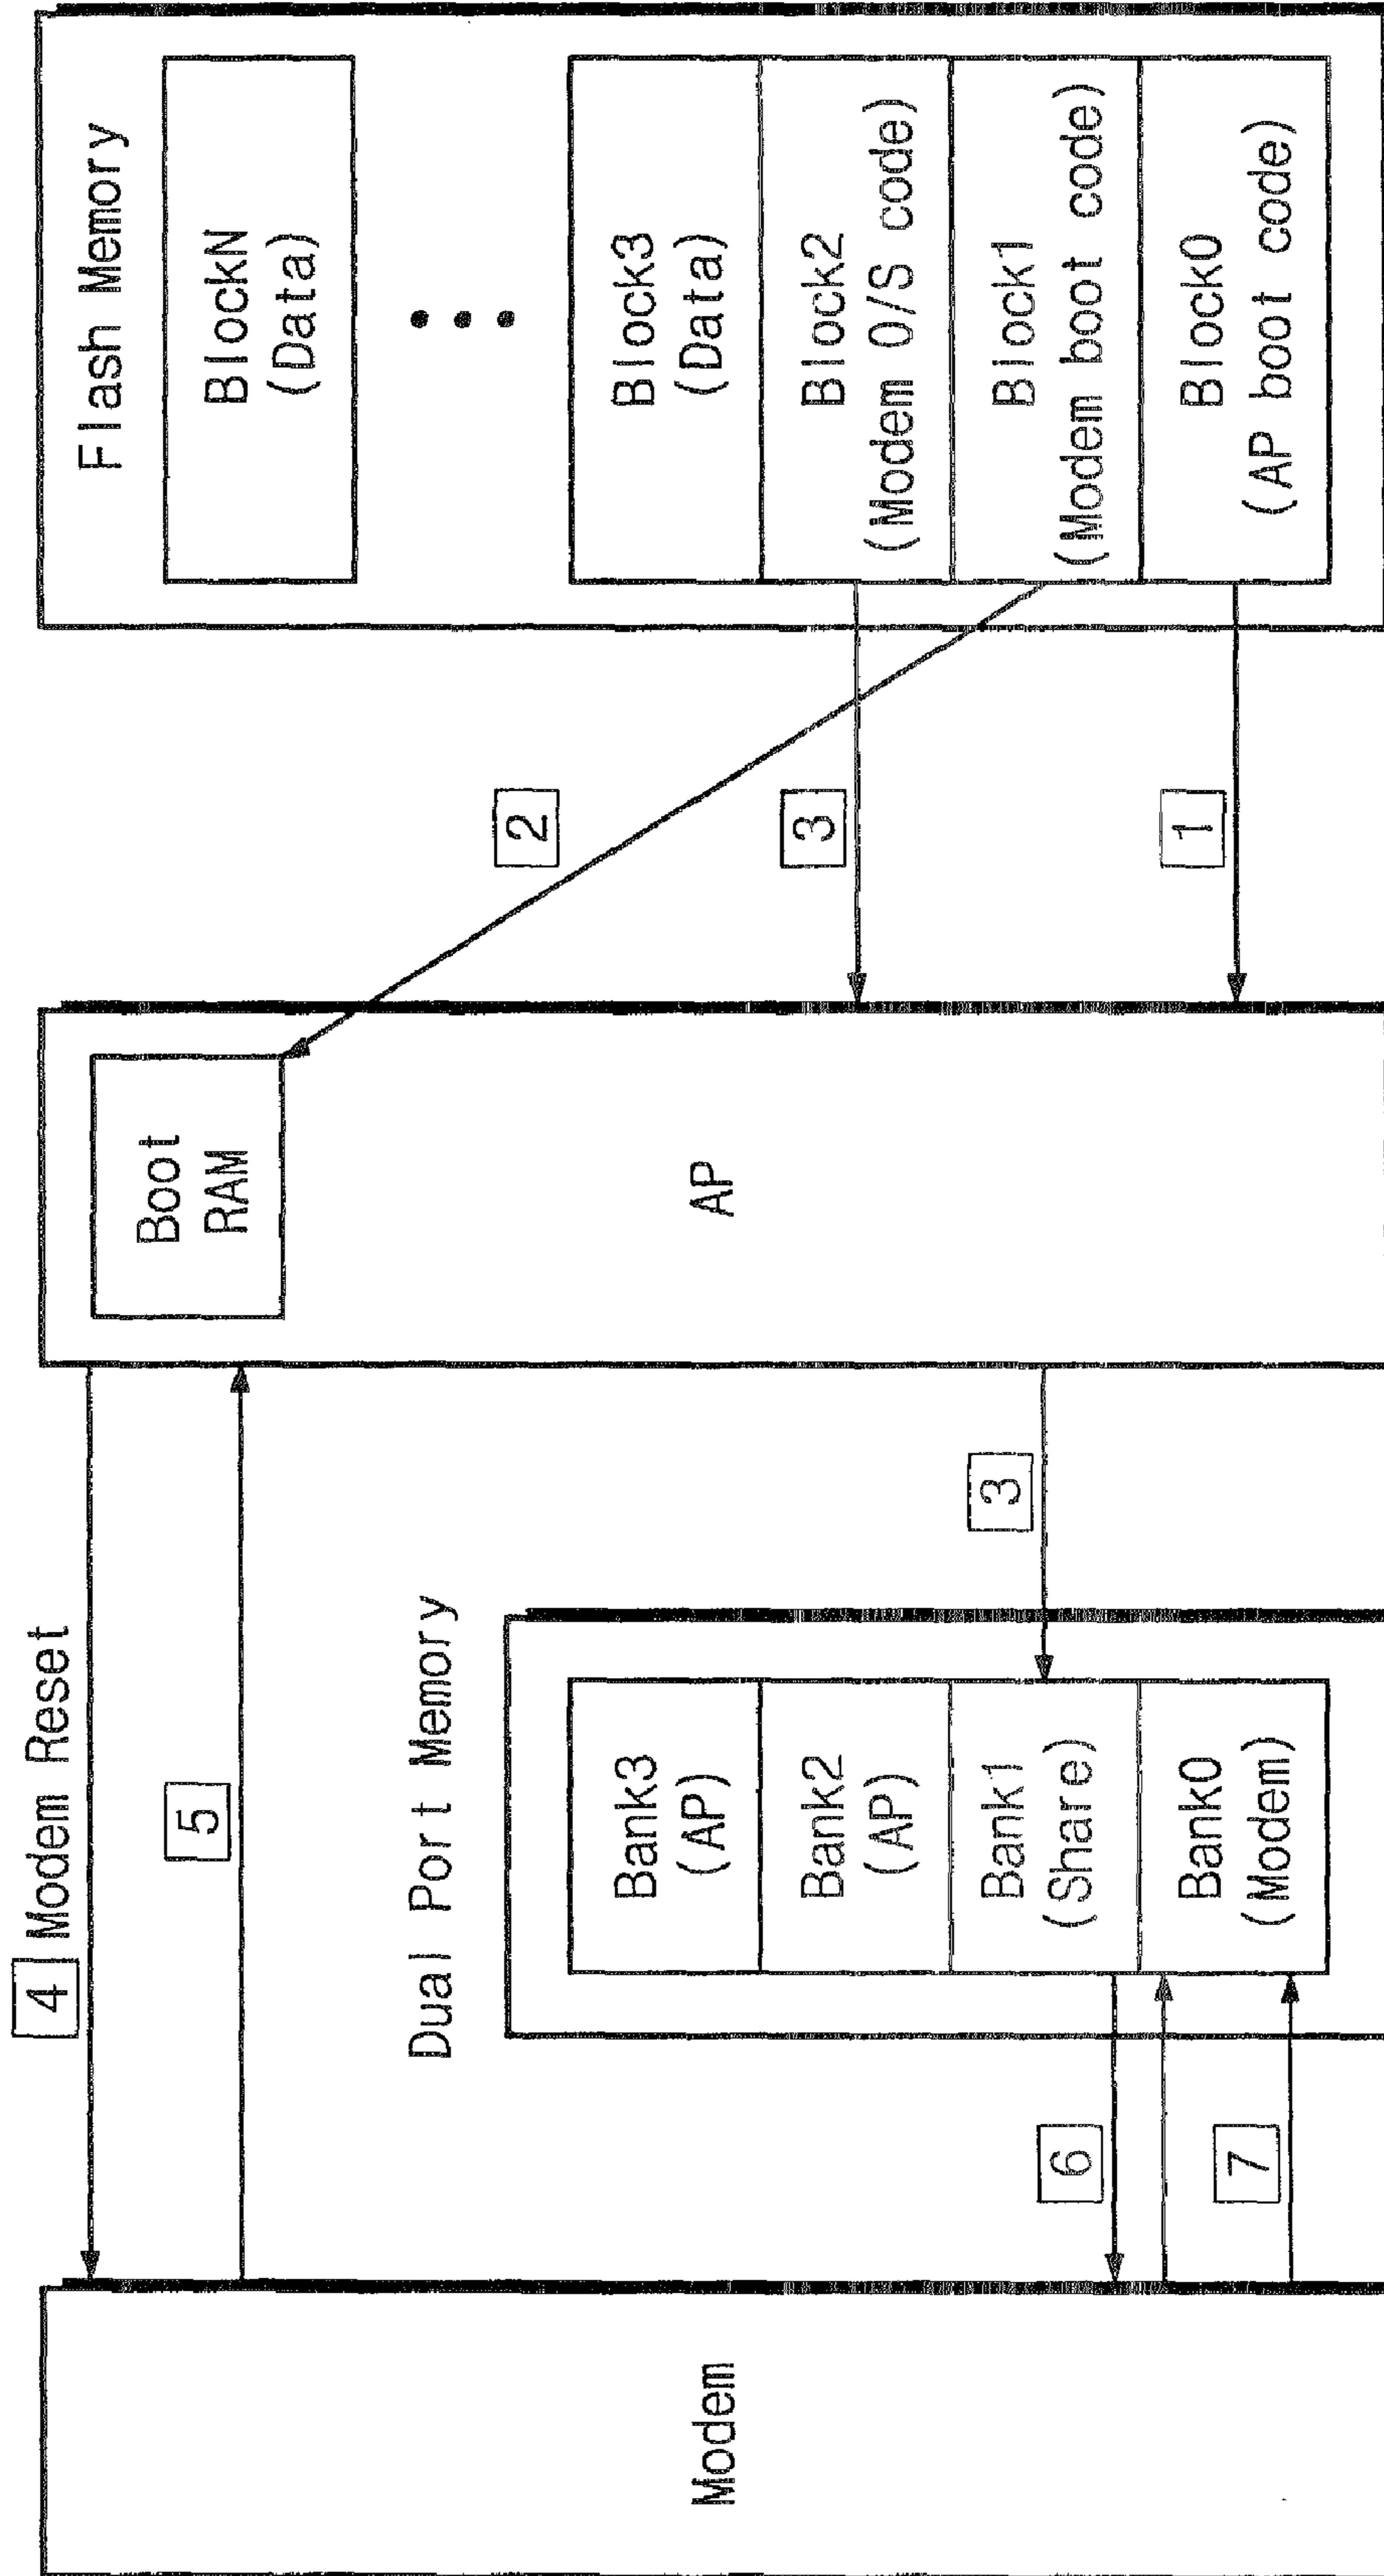 4 Modem Reset
5
Modem
Dual Port Memory
Bank3
(AP)
Bank2
(AP)
Bank1
(Share)
Bank0
(Modem)
6
7
3
Boot
RAM
AP
2
3
1
Flash Memory
BlockN
(Data)
Block3
(Data)
Block2
(Modem O/S code)
Block1
(Modem boot code)
Block0
(AP boot code)